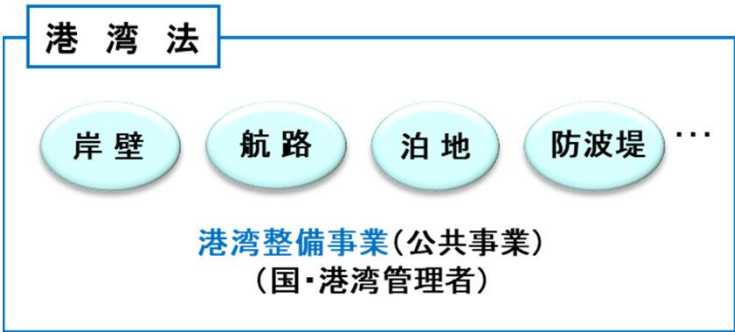 港湾法
岸壁 航路 泊地 防波堤 …
港湾整備事業(公共事業)
(国・港湾管理者)